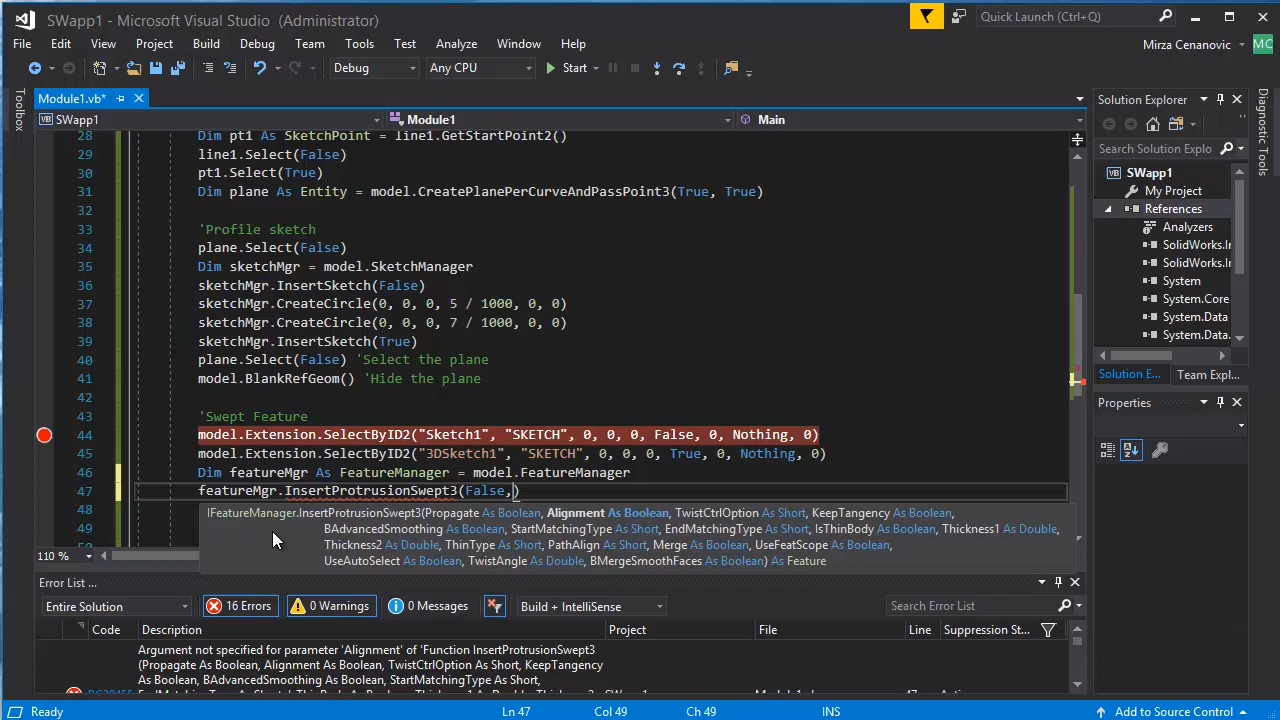 SWapp1 - Microsoft Visual Studio (Administrator)
Quick Launch (Ctrl+Q)
File Edit View Project Build Debug Team Tools Test Analyze Window Help
Mirza Cenanovic
MC
Debug Any CPU Start
Toolbox
Module1.vb*
SWapp1 Module1 Main
28 Dim pt1 As SketchPoint = line1.GetStartPoint2()
29 line1.Select(False)
30 pt1.Select(True)
31 Dim plane As Entity = model.CreatePlanePerCurveAndPassPoint3(True, True)
32
33 'Profile sketch
34 plane.Select(False)
35 Dim sketchMgr = model.SketchManager
36 sketchMgr.InsertSketch(False)
37 sketchMgr.CreateCircle(0, 0, 0, 5 / 1000, 0, 0)
38 sketchMgr.CreateCircle(0, 0, 0, 7 / 1000, 0, 0)
39 sketchMgr.InsertSketch(True)
40 plane.Select(False) 'Select the plane
41 model.BlankRefGeom() 'Hide the plane
42
43 'Swept Feature
44 model.Extension.SelectByID2("Sketch1", "SKETCH", 0, 0, 0, False, 0, Nothing, 0)
45 model.Extension.SelectByID2("3DSketch1", "SKETCH", 0, 0, 0, True, 0, Nothing, 0)
46 Dim featureMgr As FeatureManager = model.FeatureManager
47 featureMgr.InsertProtrusionSwept3(False,)
48 IFeatureManager.InsertProtrusionSwept3(Propagate As Boolean, Alignment As Boolean, TwistCtrlOption As Short, KeepTangency As Boolean,
BAdvancedSmoothing As Boolean, StartMatchingType As Short, EndMatchingType As Short, IsThinBody As Boolean, Thickness1 As Double,
49 Thickness2 As Double, ThinType As Short, PathAlign As Short, Merge As Boolean, UseFeatScope As Boolean,
UseAutoSelect As Boolean, TwistAngle As Double, BMergeSmoothFaces As Boolean) As Feature
110 %
Solution Explorer
Search Solution Explo
SWapp1
My Project
References
Analyzers
SolidWorks.In
SolidWorks.In
System
System.Core
System.Data
System.Data.
Solution E... Team Expl...
Properties
Diagnostic Tools
Error List ...
Entire Solution 16 Errors 0 Warnings 0 Messages Build + IntelliSense Search Error List
Code Description Project File Line Suppression St...
Argument not specified for parameter 'Alignment' of 'Function InsertProtrusionSwept3
(Propagate As Boolean, Alignment As Boolean, TwistCtrlOption As Short, KeepTangency
As Boolean, BAdvancedSmoothing As Boolean, StartMatchingType As Short,
Ready Ln 47 Col 49 Ch 49 INS Add to Source Control